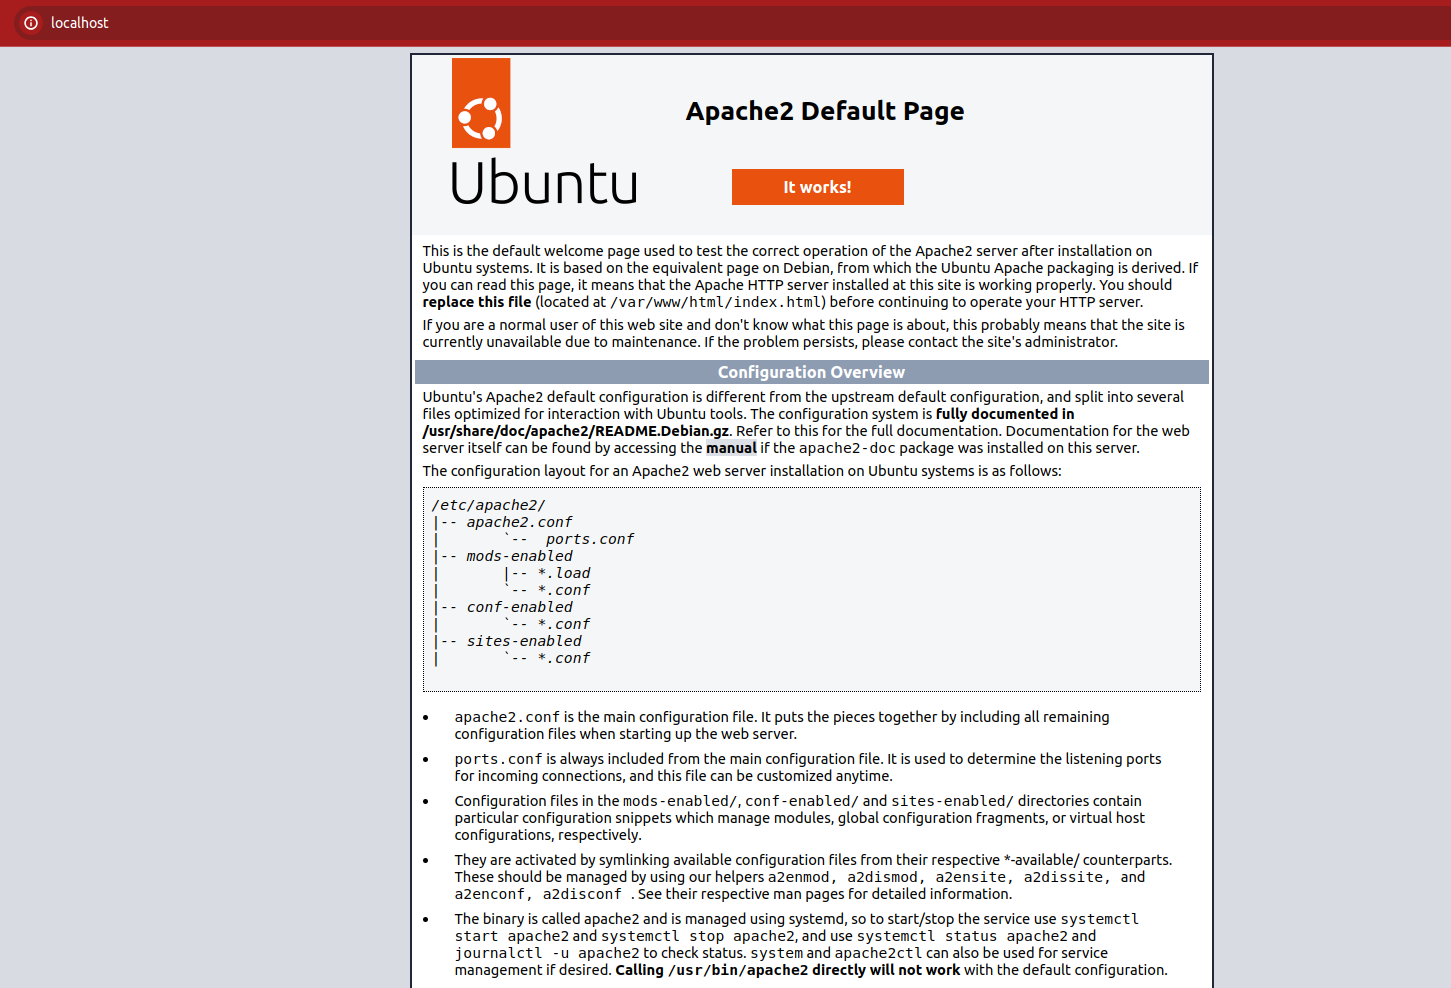 localhost
Apache2 Default Page
Ubuntu
It works!
This is the default welcome page used to test the correct operation of the Apache2 server after installation on
Ubuntu systems. It is based on the equivalent page on Debian, from which the Ubuntu Apache packaging is derived. If
you can read this page, it means that the Apache HTTP server installed at this site is working properly. You should
replace this file (located at /var/www/html/index.html) before continuing to operate your HTTP server.
If you are a normal user of this web site and don't know what this page is about, this probably means that the site is
currently unavailable due to maintenance. If the problem persists, please contact the site's administrator.
Configuration Overview
Ubuntu's Apache2 default configuration is different from the upstream default configuration, and split into several
files optimized for interaction with Ubuntu tools. The configuration system is fully documented in
/usr/share/doc/apache2/README.Debian.gz. Refer to this for the full documentation. Documentation for the web
server itself can be found by accessing the manual if the apache2-doc package was installed on this server.
The configuration layout for an Apache2 web server installation on Ubuntu systems is as follows:
/etc/apache2/
|-- apache2.conf
|       `--  ports.conf
|-- mods-enabled
|       |-- *.load
|       `-- *.conf
|-- conf-enabled
|       `-- *.conf
|-- sites-enabled
|       `-- *.conf
• apache2.conf is the main configuration file. It puts the pieces together by including all remaining
configuration files when starting up the web server.
• ports.conf is always included from the main configuration file. It is used to determine the listening ports
for incoming connections, and this file can be customized anytime.
• Configuration files in the mods-enabled/, conf-enabled/ and sites-enabled/ directories contain
particular configuration snippets which manage modules, global configuration fragments, or virtual host
configurations, respectively.
• They are activated by symlinking available configuration files from their respective *-available/ counterparts.
These should be managed by using our helpers a2enmod, a2dismod, a2ensite, a2dissite, and
a2enconf, a2disconf . See their respective man pages for detailed information.
• The binary is called apache2 and is managed using systemd, so to start/stop the service use systemctl
start apache2 and systemctl stop apache2, and use systemctl status apache2 and
journalctl -u apache2 to check status. system and apache2ctl can also be used for service
management if desired. Calling /usr/bin/apache2 directly will not work with the default configuration.